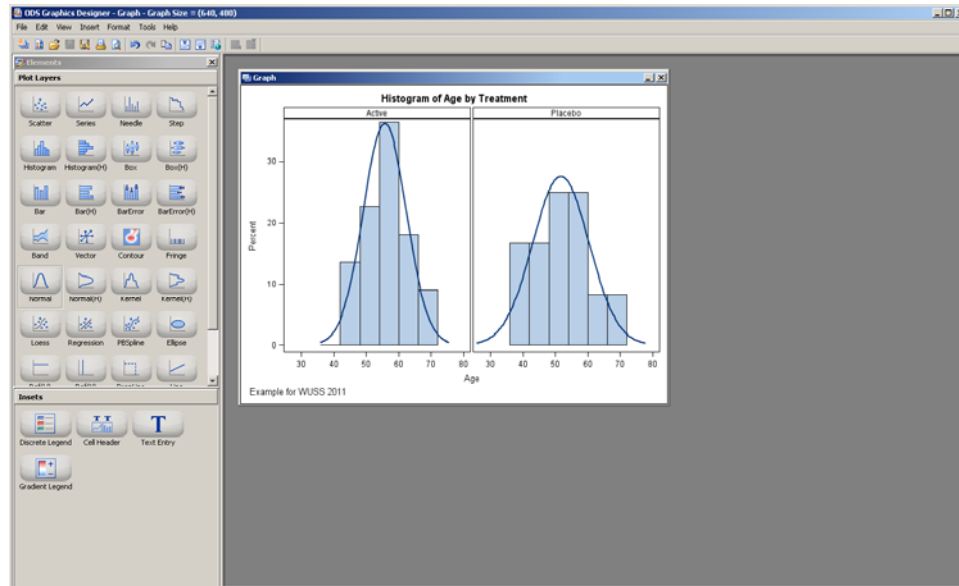 ODS Graphics Designer - Graph - Graph Size = (640, 480)
File Edit View Insert Format Tools Help
Elements
Plot Layers
Scatter Series Needle Step
Histogram Histogram(H) Box Box(H)
Bar Bar(H) BarError BarError(H)
Band Vector Contour Fringe
Normal Normal(H) Kernel Kernel(H)
Loess Regression PBSpline Ellipse
Insets
Discrete Legend Cell Header Text Entry
Gradient Legend
Graph
Histogram of Age by Treatment
Active Placebo
30
20
10
0
Percent
30 40 50 60 70 80 30 40 50 60 70 80
Age
Example for WUSS 2011